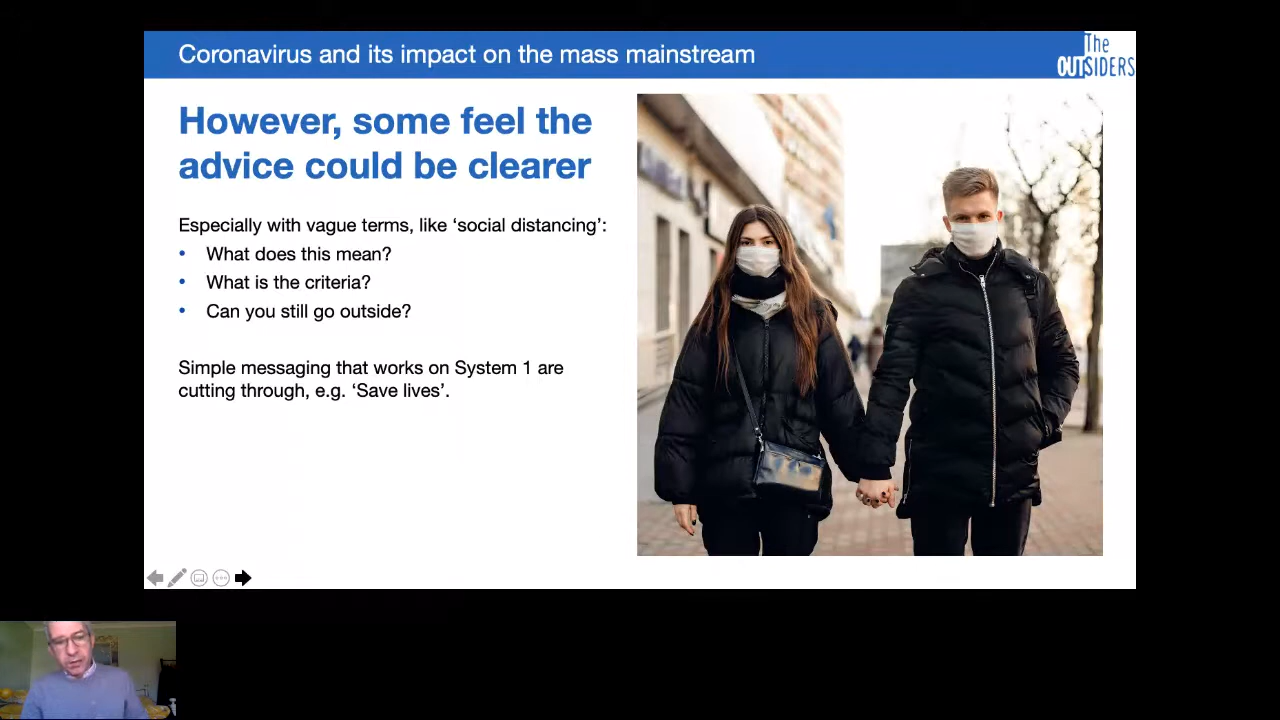 Coronavirus and its impact on the mass mainstream
The
OUTSIDERS
However, some feel the
advice could be clearer
Especially with vague terms, like ‘social distancing’:
• What does this mean?
• What is the criteria?
• Can you still go outside?
Simple messaging that works on System 1 are
cutting through, e.g. ‘Save lives’.